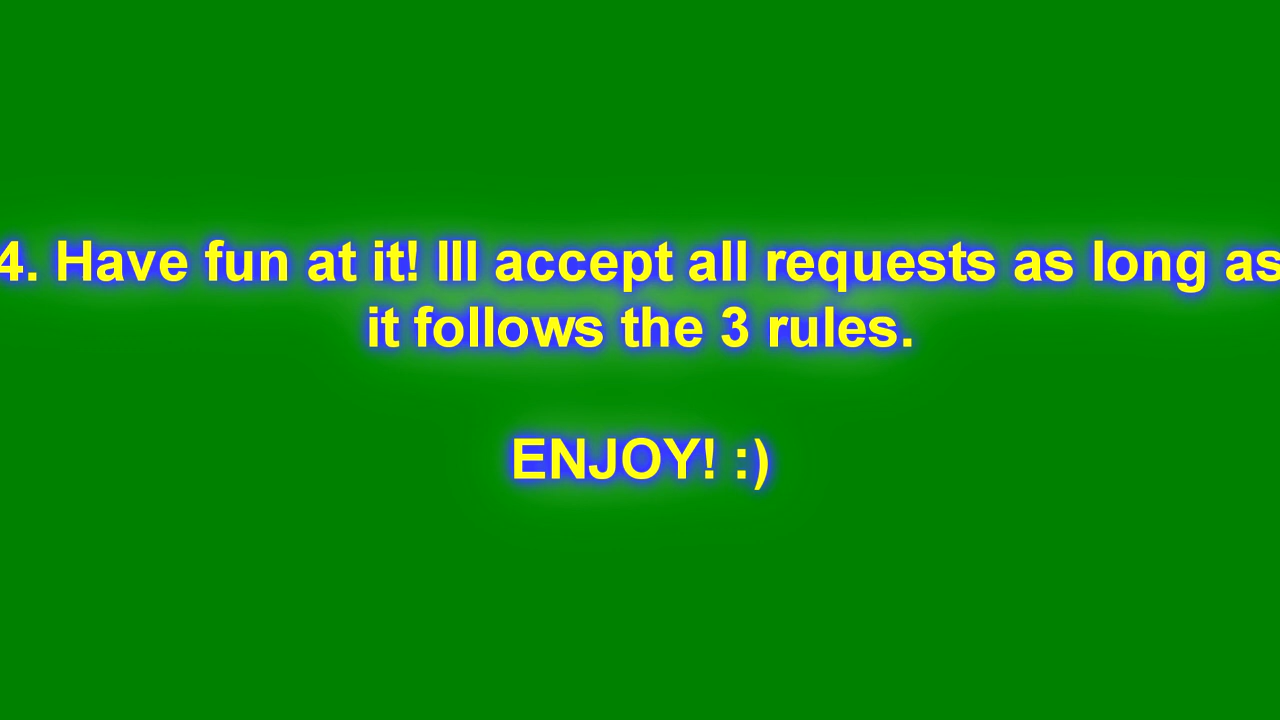 4. Have fun at it! Ill accept all requests as long as
it follows the 3 rules.
ENJOY! :)